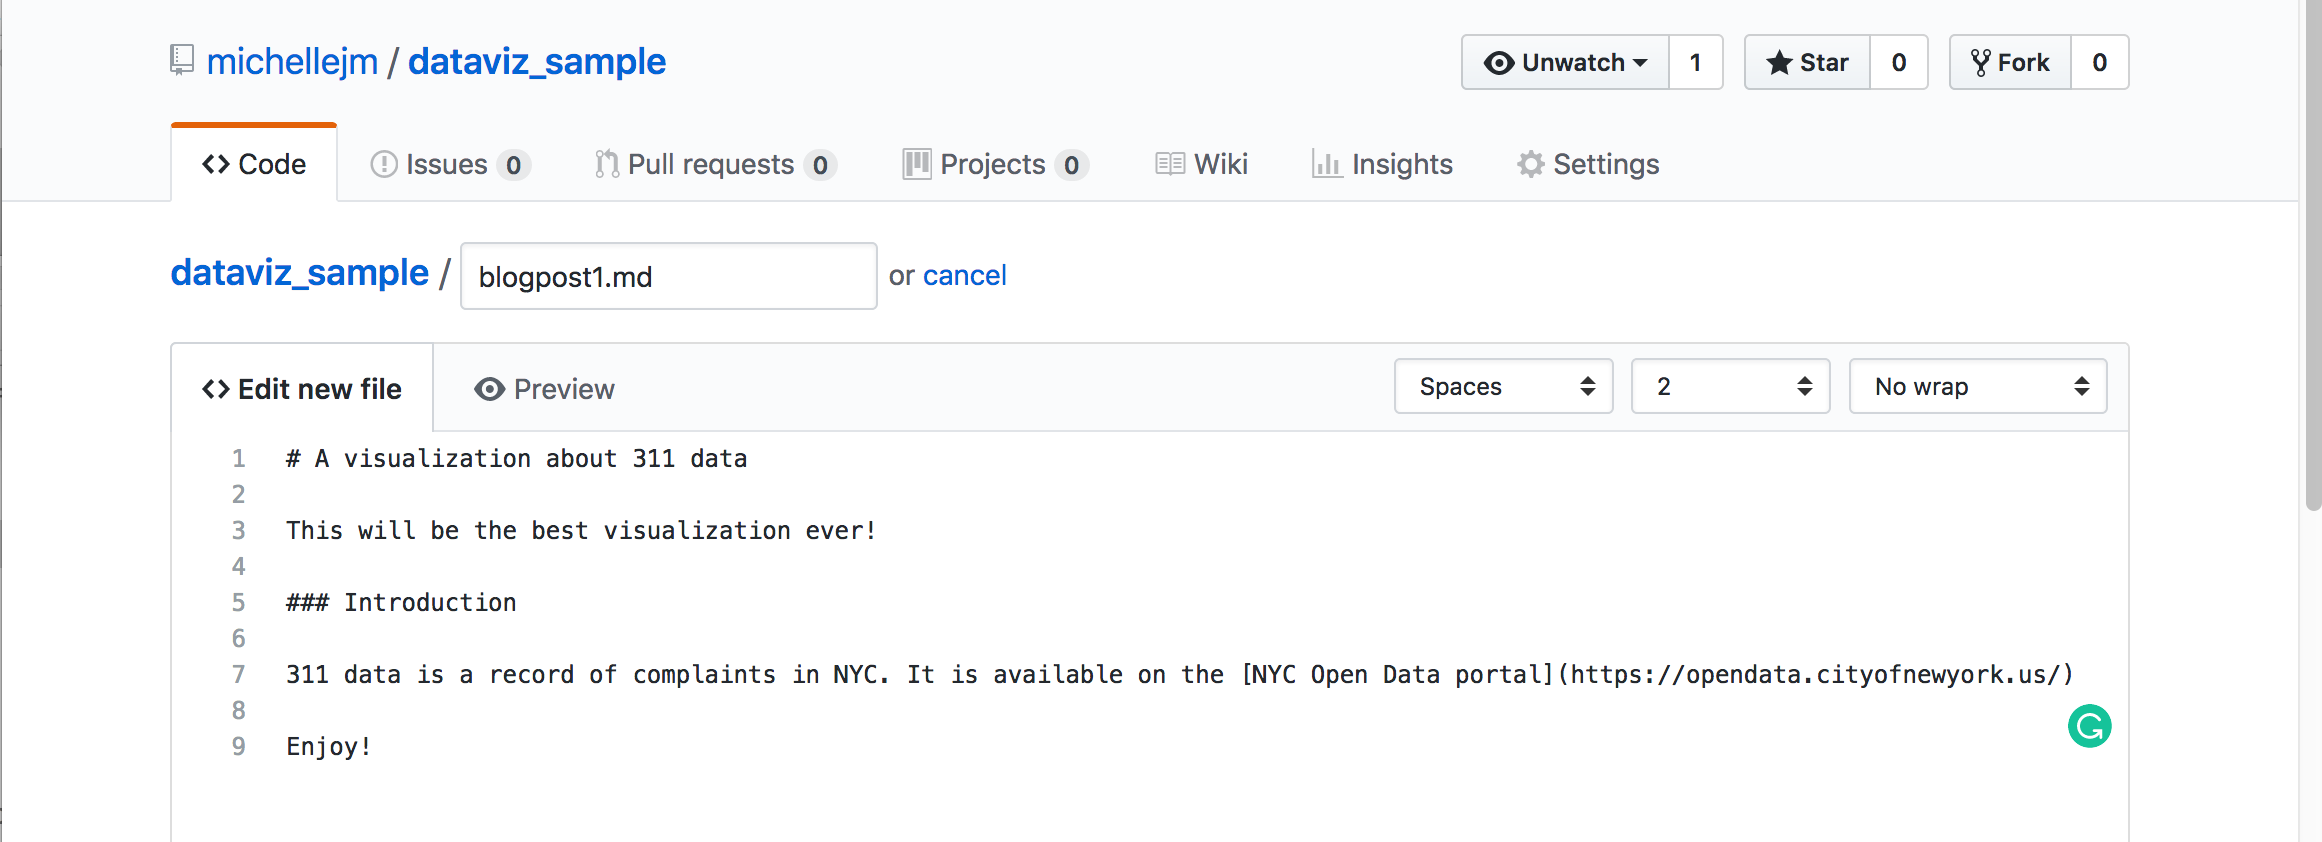 michellejm / dataviz_sample
Unwatch 1 Star 0 Fork 0
Code Issues 0 Pull requests 0 Projects 0 Wiki Insights Settings
dataviz_sample / blogpost1.md or cancel
Edit new file Preview Spaces 2 No wrap
1 # A visualization about 311 data
2
3 This will be the best visualization ever!
4
5 ### Introduction
6
7 311 data is a record of complaints in NYC. It is available on the [NYC Open Data portal](https://opendata.cityofnewyork.us/)
8
9 Enjoy!